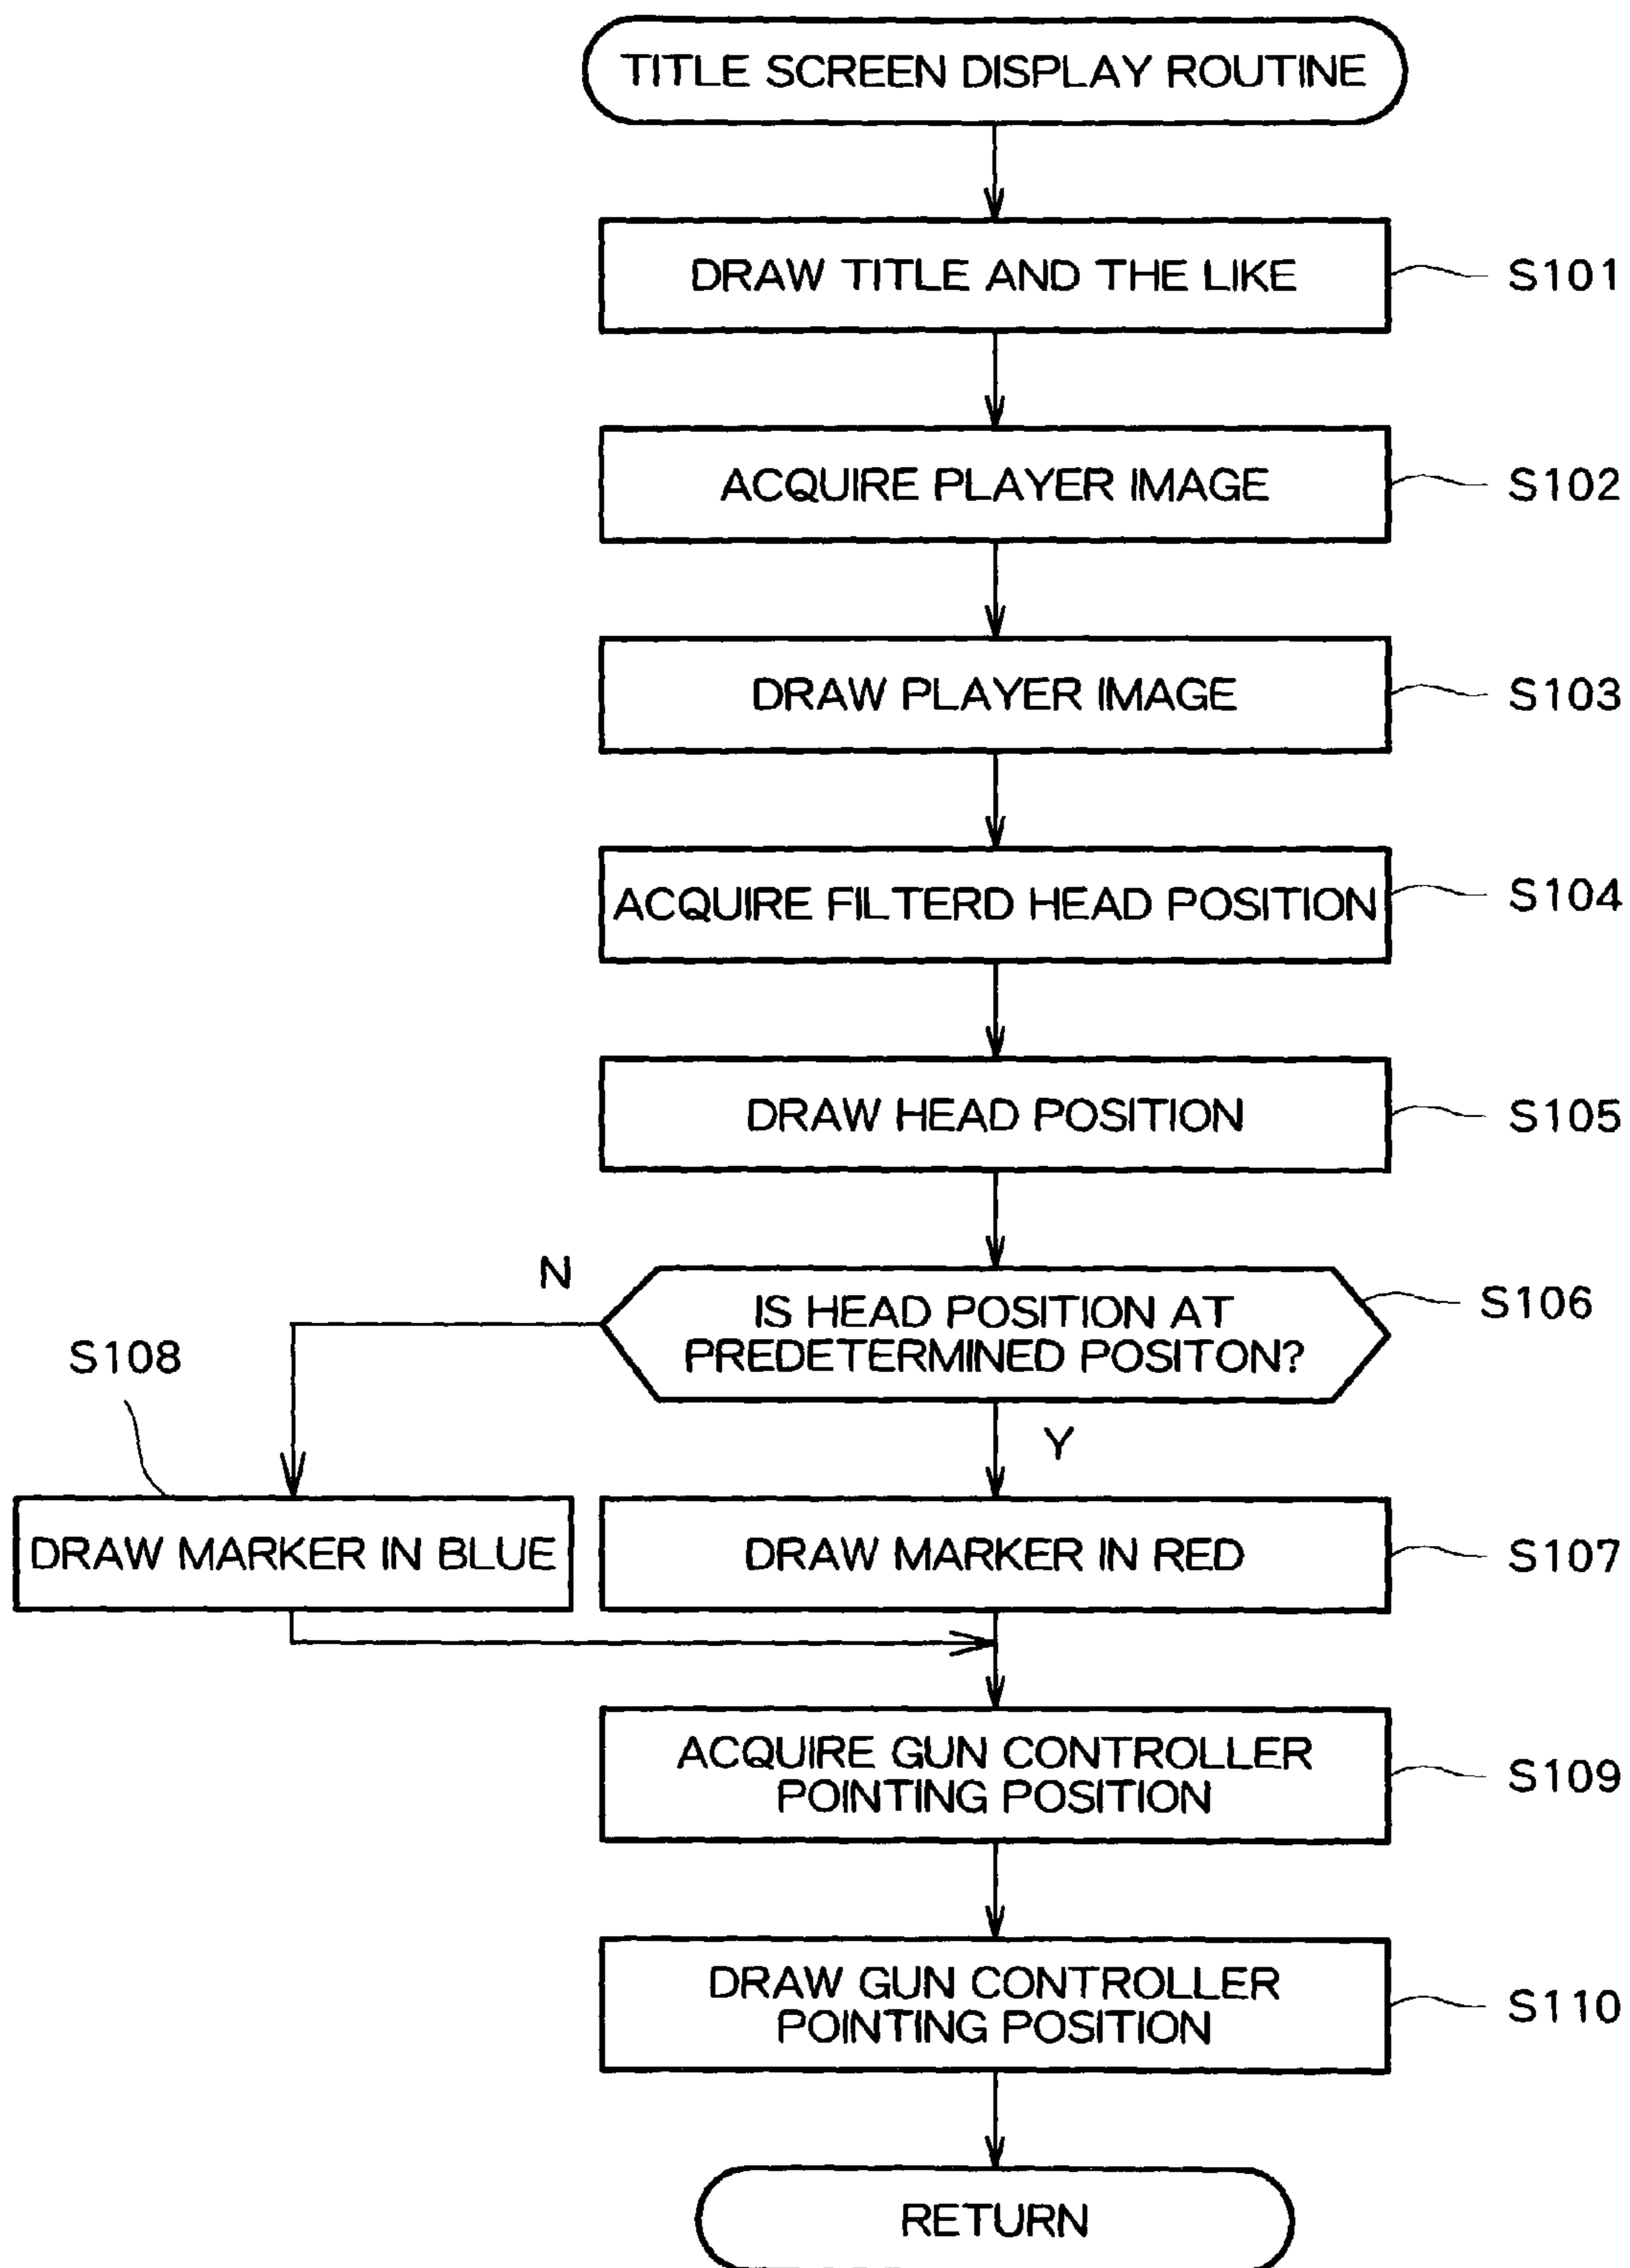 TITLE SCREEN DISPLAY ROUTINE
DRAW TITLE AND THE LIKE
S101
ACQUIRE PLAYER IMAGE
S102
DRAW PLAYER IMAGE
S103
ACQUIRE FILTERD HEAD POSITION
S104
DRAW HEAD POSITION
S105
N
IS HEAD POSITION AT
PREDETERMINED POSITON?
S106
S108
Y
DRAW MARKER IN BLUE
DRAW MARKER IN RED
S107
ACQUIRE GUN CONTROLLER
POINTING POSITION
S109
DRAW GUN CONTROLLER
POINTING POSITION
S110
RETURN